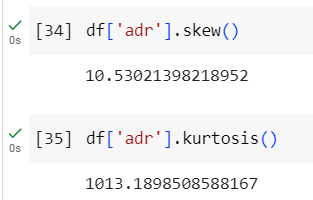 [34] df['adr'].skew()
0s
10.53021398218952
[35] df['adr'].kurtosis()
0s
1013.1898508588167